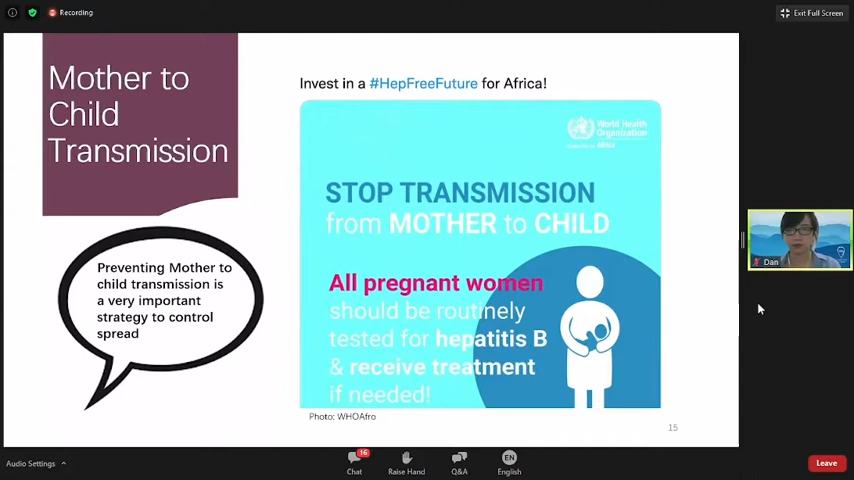 Recording
Exit Full Screen
Mother to
Child
Transmission
Invest in a #HepFreeFuture for Africa!
World Health
Organization
Africa
STOP TRANSMISSION
from MOTHER to CHILD
All pregnant women
should be routinely
tested for hepatitis B
& receive treatment
if needed!
Preventing Mother to
child transmission is
a very important
strategy to control
spread
Photo: WHOAfro
15
Dan
Audio Settings
16
Chat
Raise Hand
Q&A
EN
English
Leave